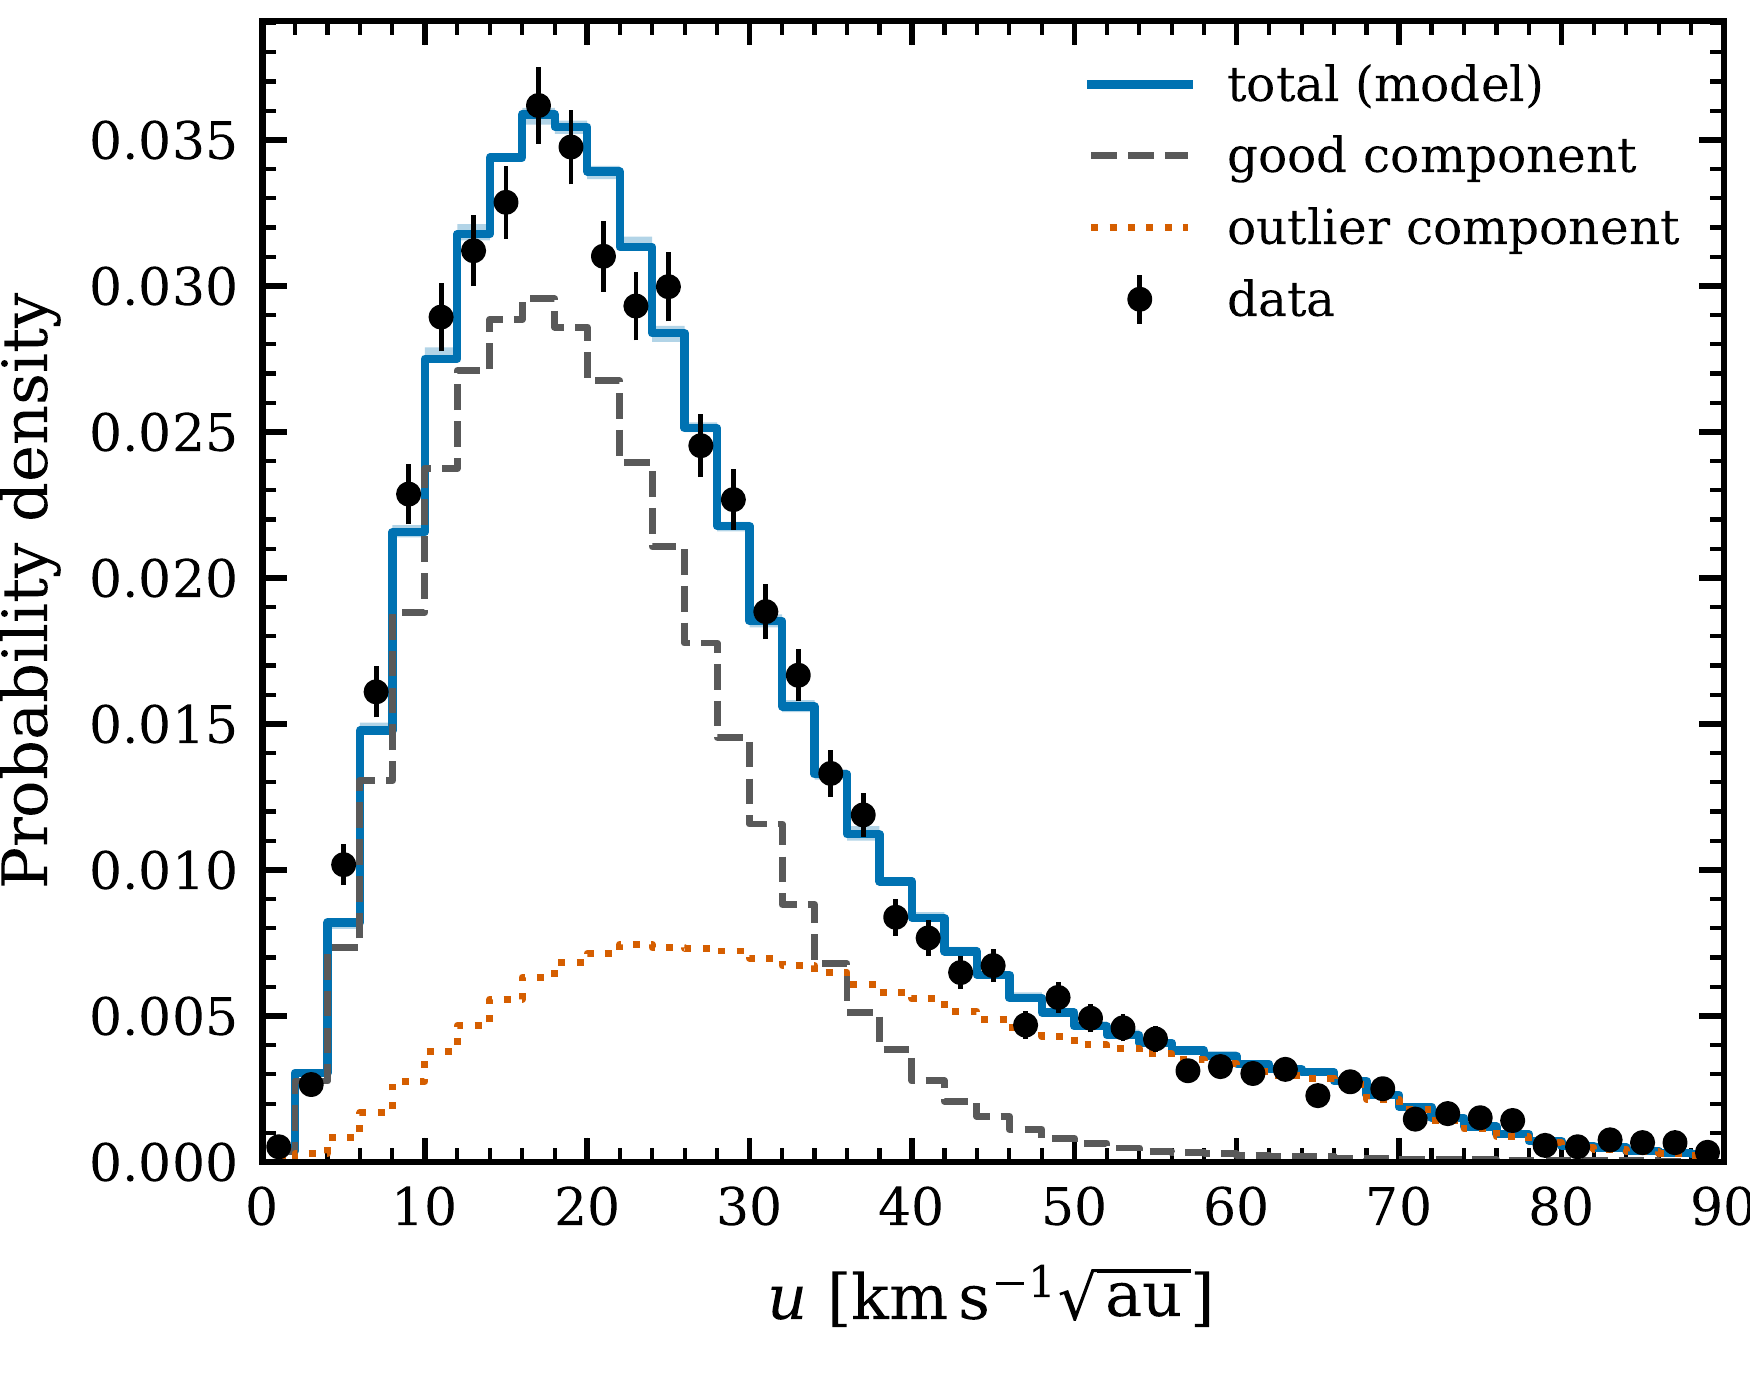 total (model)
good component
outlier component
data
Probability density
0.035
0.030
0.025
0.020
0.015
0.010
0.005
0.000
0 10 20 30 40 50 60 70 80 90
u [km s⁻¹√au]